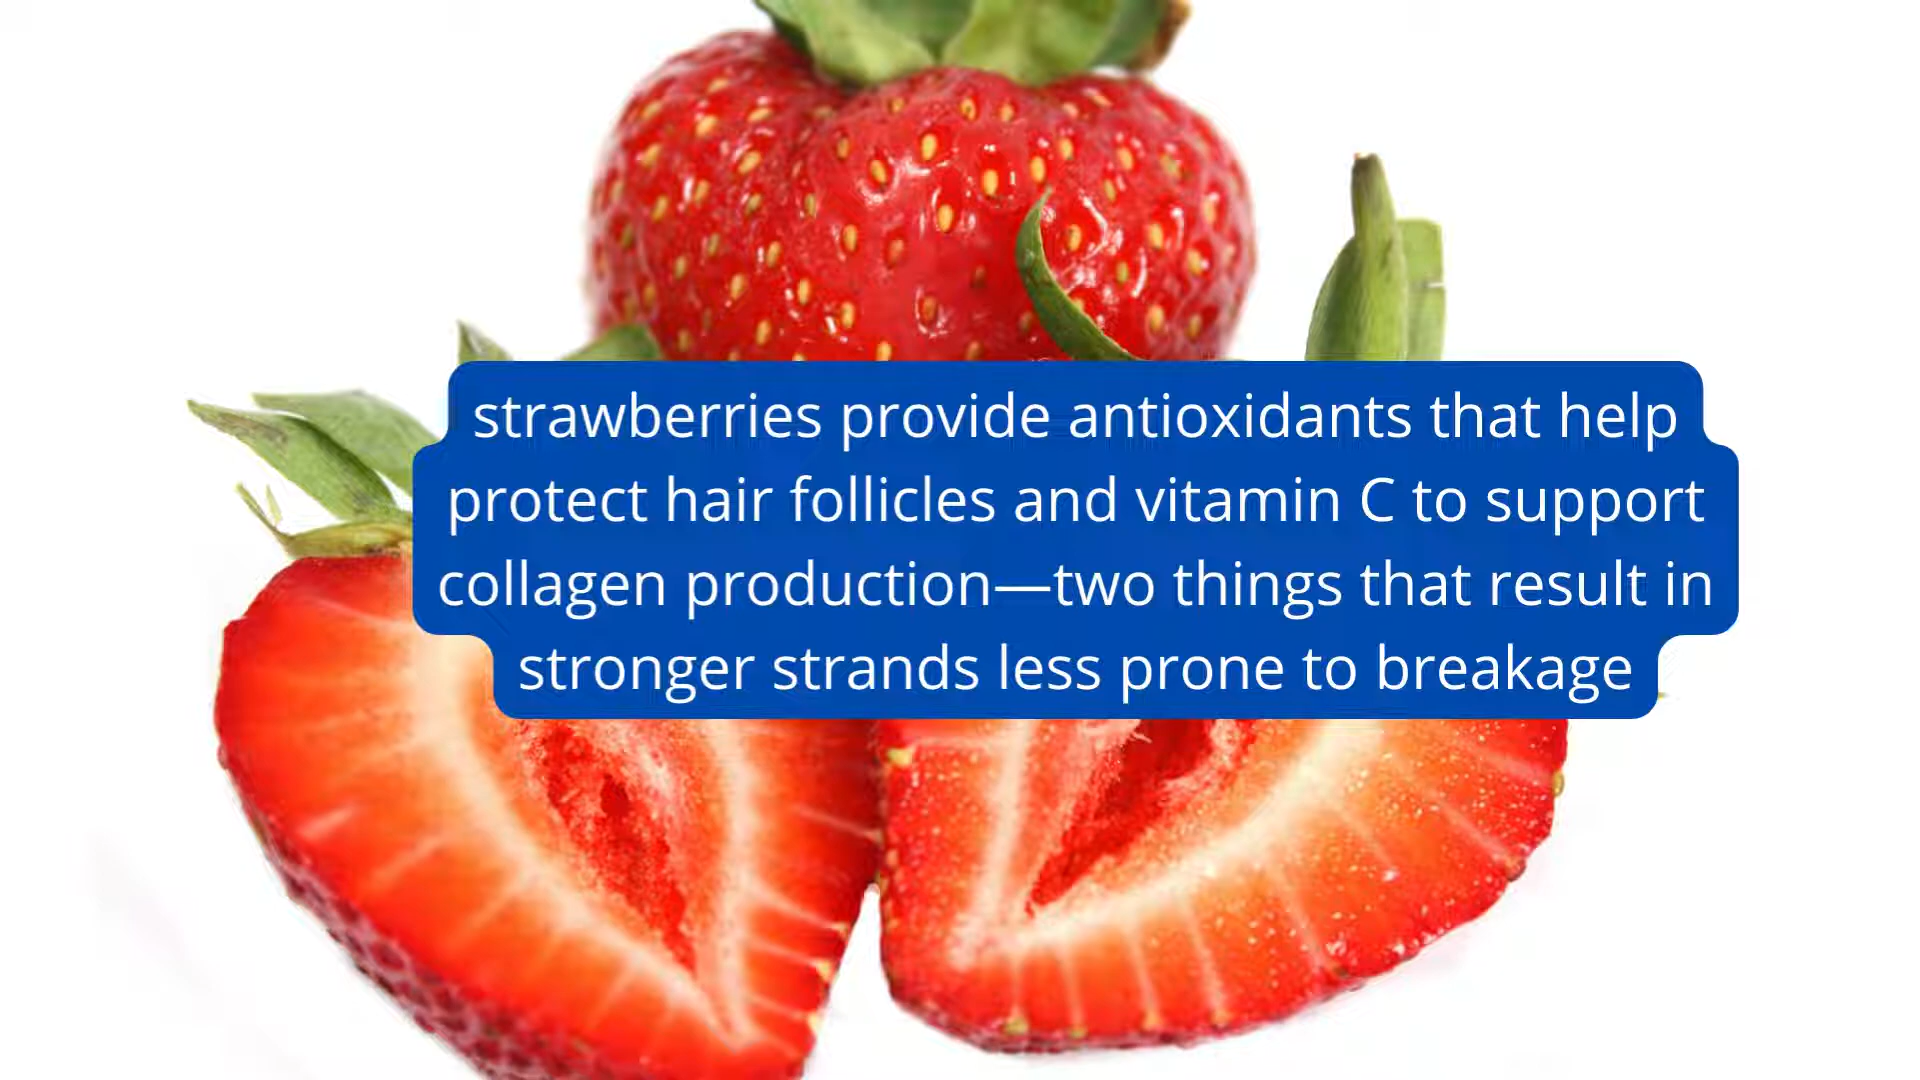 strawberries provide antioxidants that help
protect hair follicles and vitamin C to support
collagen production—two things that result in
stronger strands less prone to breakage